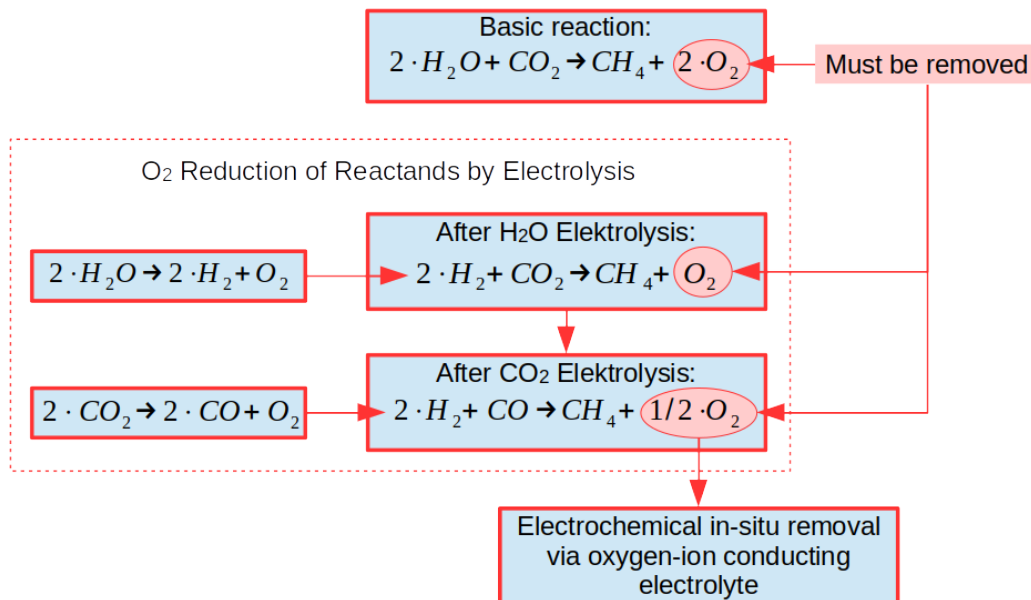 Basic reaction:
2·H₂O+ CO₂→CH₄+ 2·O₂
Must be removed
O₂ Reduction of Reactands by Electrolysis
After H₂O Elektrolysis:
2·H₂O→2·H₂+O₂
2·H₂+ CO₂→CH₄+ O₂
After CO₂ Elektrolysis:
2·CO₂→2·CO+O₂
2·H₂+ CO→CH₄+ 1/2·O₂
Electrochemical in-situ removal
via oxygen-ion conducting
electrolyte